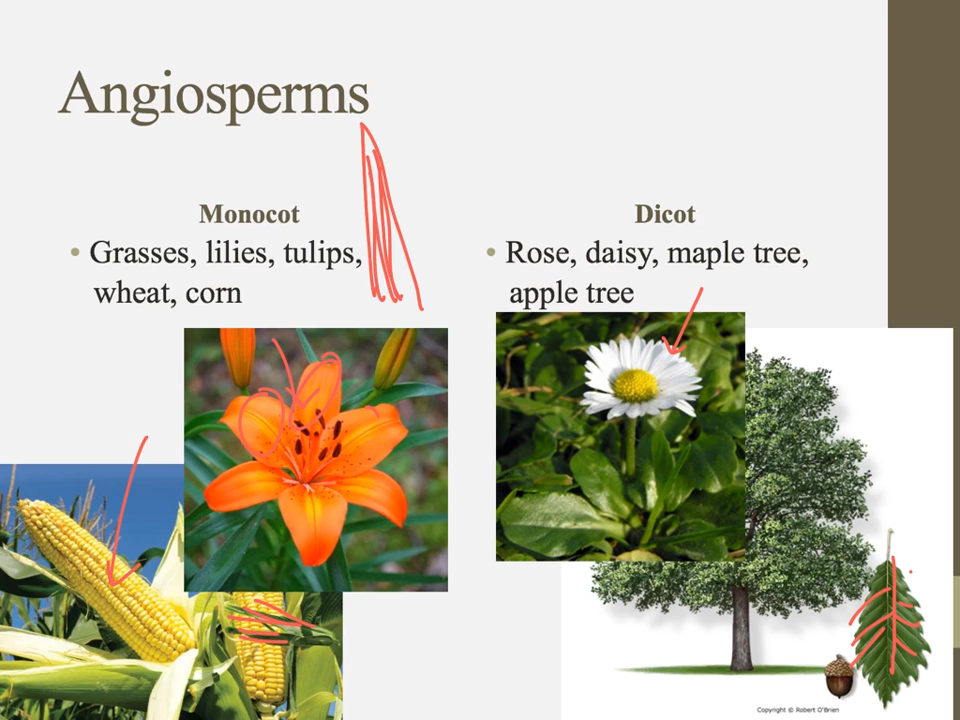 Angiosperms
Monocot
• Grasses, lilies, tulips,
wheat, corn
Dicot
• Rose, daisy, maple tree,
apple tree
Copyright © Robert O'Brien